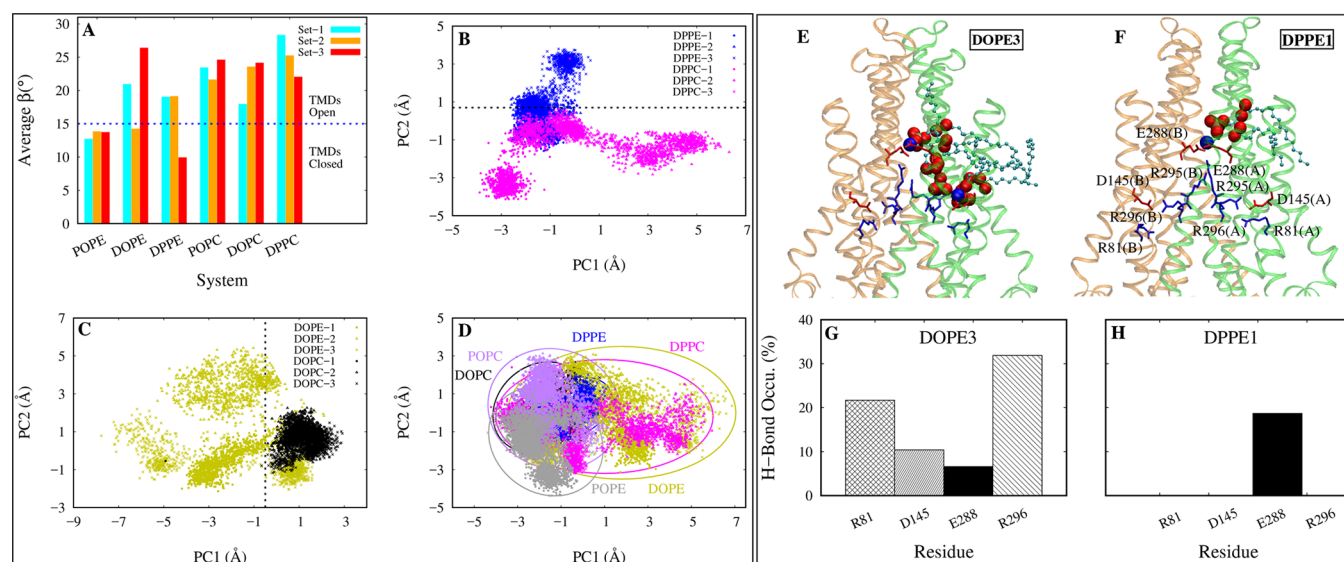 A
Set-1
Set-2
Set-3
TMDs
Open
TMDs
Closed
30
25
20
15
10
5
0
Average β(°)
POPE
DOPE
DPPE
POPC
DOPC
DPPC
System
B
DPPE-1
DPPE-2
DPPE-3
DPPC-1
DPPC-2
DPPC-3
5
3
1
-1
-3
-5
PC2 (Å)
-5 -3 -1 1 3 5 7
PC1 (Å)
C
DOPE-1
DOPE-2
DOPE-3
DOPC-1
DOPC-2
DOPC-3
7
5
3
1
-1
-3
PC2 (Å)
-9 -7 -5 -3 -1 1 3
PC1 (Å)
D
POPC
DOPC
DPPE
DPPC
POPE
DOPE
7
5
3
1
-1
-3
-5
PC2 (Å)
-5 -3 -1 1 3 5 7
PC1 (Å)
E
DOPE3
F
DPPE1
E288(B)
R295(B)
E288(A)
R295(A)
D145(B)
D145(A)
R296(B)
R296(A)
R81(B)
R81(A)
G
DOPE3
40
30
20
10
0
H-Bond Occu. (%)
R81
D145
E288
R296
Residue
H
DPPE1
R81
D145
E288
R296
Residue